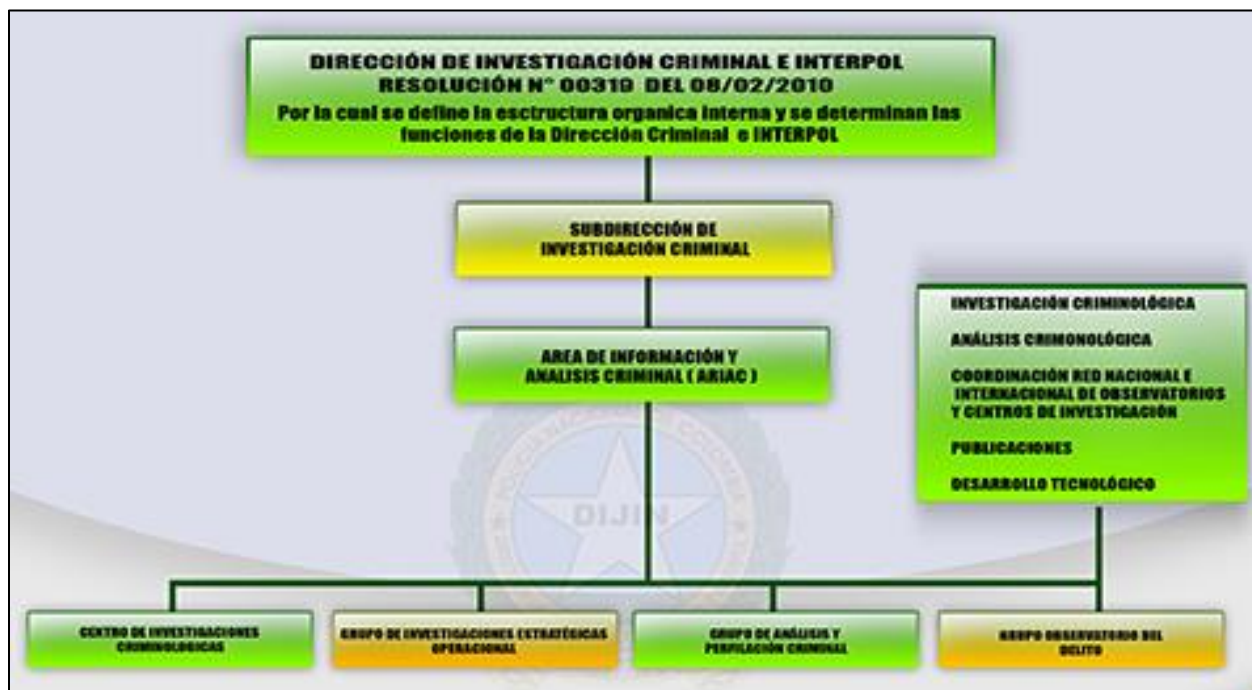 DIRECCIÓN DE INVESTIGACIÓN CRIMINAL E INTERPOL
RESOLUCIÓN N° 00319 DEL 08/02/2010
Por la cual se define la esctructura organica interna y se determinan las
funciones de la Dirección Criminal e INTERPOL
SUBDIRECCIÓN DE
INVESTIGACIÓN CRIMINAL
AREA DE INFORMACIÓN Y
ANALISIS CRIMINAL ( ARIAC )
INVESTIGACIÓN CRIMINOLÓGICA
ANÁLISIS CRIMONOLÓGICA
COORDINACIÓN RED NACIONAL E
INTERNACIONAL DE OBSERVATORIOS
Y CENTROS DE INVESTIGACIÓN
PUBLICACIONES
DESARROLLO TECNOLÓGICO
DIJIN
CENTRO DE INVESTIGACIONES
CRIMINOLOGICAS
GRUPO DE INVESTIGACIONES ESTRATÉGICAS
OPERACIONAL
GRUPO DE ANÁLISIS Y
PERFILACIÓN CRIMINAL
GRUPO OBSERVATORIO DEL
DELITO